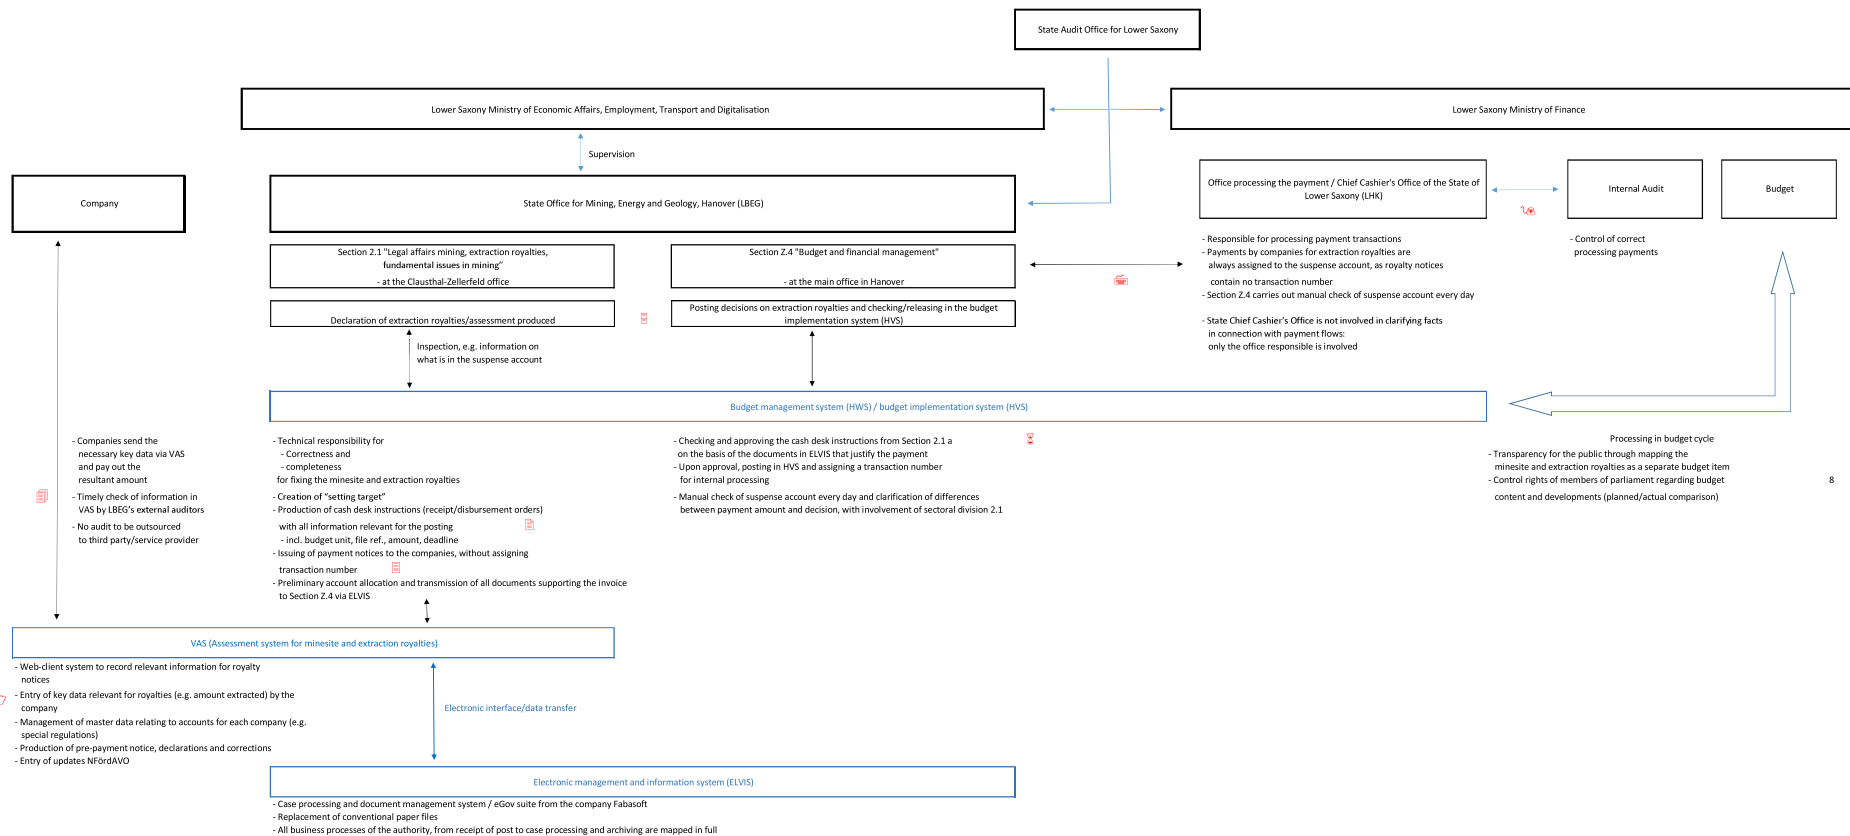 State Audit Office for Lower Saxony
Lower Saxony Ministry of Economic Affairs, Employment, Transport and Digitalisation
Lower Saxony Ministry of Finance
Supervision
Company
State Office for Mining, Energy and Geology, Hanover (LBEG)
Office processing the payment / Chief Cashier's Office of the State of
Lower Saxony (LHK)
Internal Audit
Budget
Section 2.1 "Legal affairs mining, extraction royalties,
fundamental issues in mining"
- at the Clausthal-Zellerfeld office
Section Z.4 "Budget and financial management"
- at the main office in Hanover
- Responsible for processing payment transactions
- Payments by companies for extraction royalties are
always assigned to the suspense account, as royalty notices
contain no transaction number
- Section Z.4 carries out manual check of suspense account every day
- State Chief Cashier's Office is not involved in clarifying facts
in connection with payment flows:
only the office responsible is involved
- Control of correct
processing payments
Declaration of extraction royalties/assessment produced
Posting decisions on extraction royalties and checking/releasing in the budget
implementation system (HVS)
Inspection, e.g. information on
what is in the suspense account
Budget management system (HWS) / budget implementation system (HVS)
- Companies send the
necessary key data via VAS
and pay out the
resultant amount
- Timely check of information in
VAS by LBEG's external auditors
- No audit to be outsourced
to third party/service provider
- Technical responsibility for
- Correctness and
- completeness
for fixing the minesite and extraction royalties
- Creation of "setting target"
- Production of cash desk instructions (receipt/disbursement orders)
with all information relevant for the posting
- incl. budget unit, file ref., amount, deadline
- Issuing of payment notices to the companies, without assigning
transaction number
- Preliminary account allocation and transmission of all documents supporting the invoice
to Section Z.4 via ELVIS
- Checking and approving the cash desk instructions from Section 2.1 a
on the basis of the documents in ELVIS that justify the payment
- Upon approval, posting in HVS and assigning a transaction number
for internal processing
- Manual check of suspense account every day and clarification of differences
between payment amount and decision, with involvement of sectoral division 2.1
Processing in budget cycle
- Transparency for the public through mapping the
minesite and extraction royalties as a separate budget item
- Control rights of members of parliament regarding budget
content and developments (planned/actual comparison)
8
VAS (Assessment system for minesite and extraction royalties)
- Web-client system to record relevant information for royalty
notices
- Entry of key data relevant for royalties (e.g. amount extracted) by the
company
- Management of master data relating to accounts for each company (e.g.
special regulations)
- Production of pre-payment notice, declarations and corrections
- Entry of updates NFördAVO
Electronic interface/data transfer
Electronic management and information system (ELVIS)
- Case processing and document management system / eGov suite from the company Fabasoft
- Replacement of conventional paper files
- All business processes of the authority, from receipt of post to case processing and archiving are mapped in full